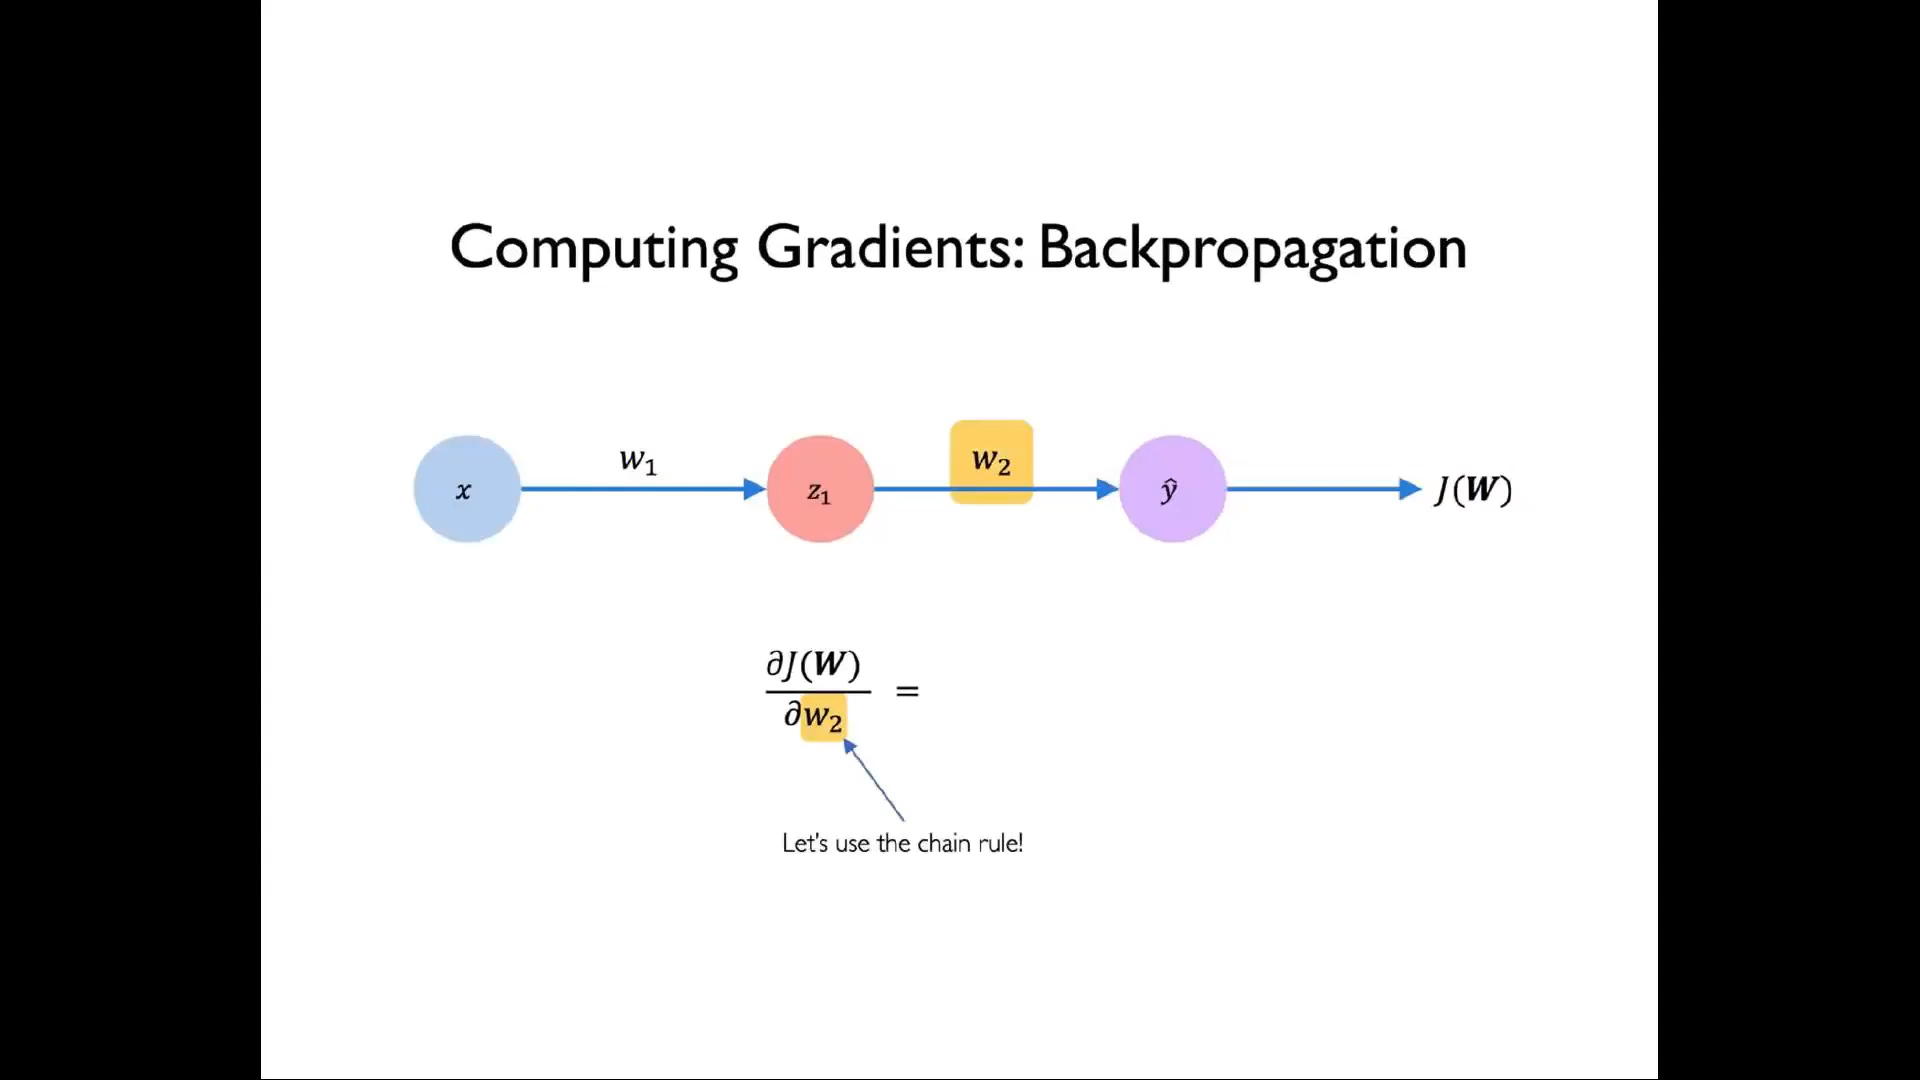 Computing Gradients: Backpropagation
w₁ w₂
x z₁ ŷ J(W)
∂J(W)
=
∂w₂
Let's use the chain rule!